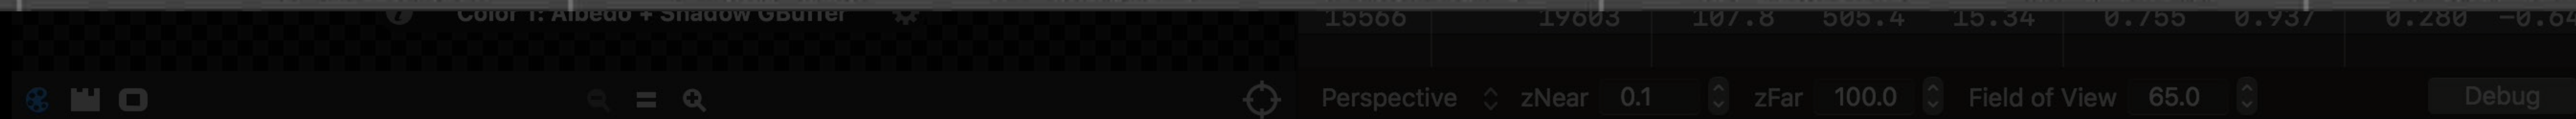 Color 1: Albedo + Shadow GBuffer
15566 19603 107.8 505.4 15.34 0.755 0.937 0.280
Perspective zNear 0.1 zFar 100.0 Field of View 65.0 Debug